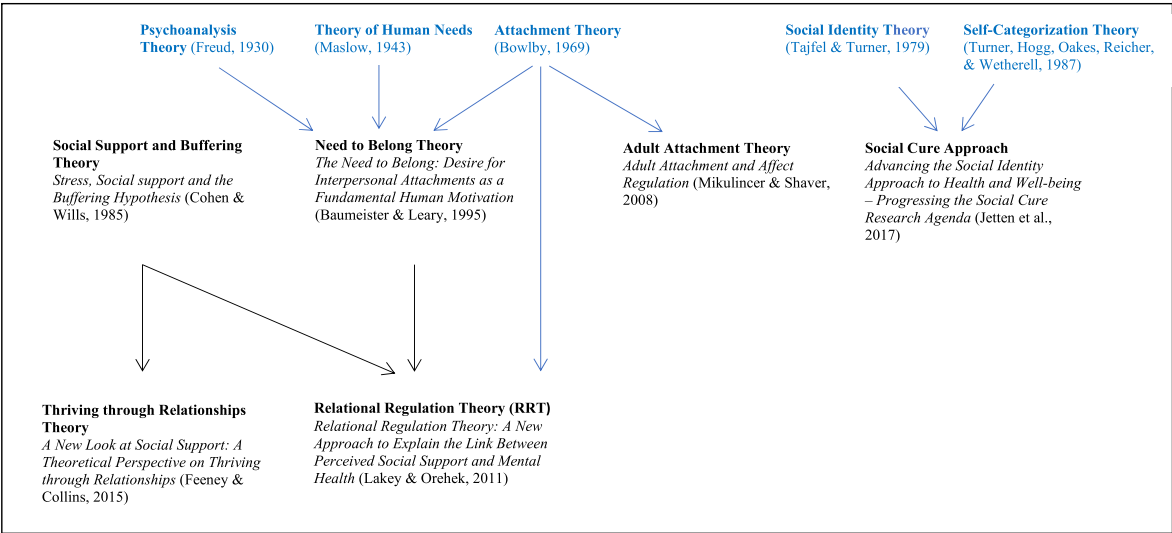 Psychoanalysis
Theory (Freud, 1930)
Theory of Human Needs
(Maslow, 1943)
Attachment Theory
(Bowlby, 1969)
Social Identity Theory
(Tajfel & Turner, 1979)
Self-Categorization Theory
(Turner, Hogg, Oakes, Reicher,
& Wetherell, 1987)
Social Support and Buffering
Theory
Stress, Social support and the
Buffering Hypothesis (Cohen &
Wills, 1985)
Need to Belong Theory
The Need to Belong: Desire for
Interpersonal Attachments as a
Fundamental Human Motivation
(Baumeister & Leary, 1995)
Adult Attachment Theory
Adult Attachment and Affect
Regulation (Mikulincer & Shaver,
2008)
Social Cure Approach
Advancing the Social Identity
Approach to Health and Well-being
– Progressing the Social Cure
Research Agenda (Jetten et al.,
2017)
Thriving through Relationships
Theory
A New Look at Social Support: A
Theoretical Perspective on Thriving
through Relationships (Feeney &
Collins, 2015)
Relational Regulation Theory (RRT)
Relational Regulation Theory: A New
Approach to Explain the Link Between
Perceived Social Support and Mental
Health (Lakey & Orehek, 2011)